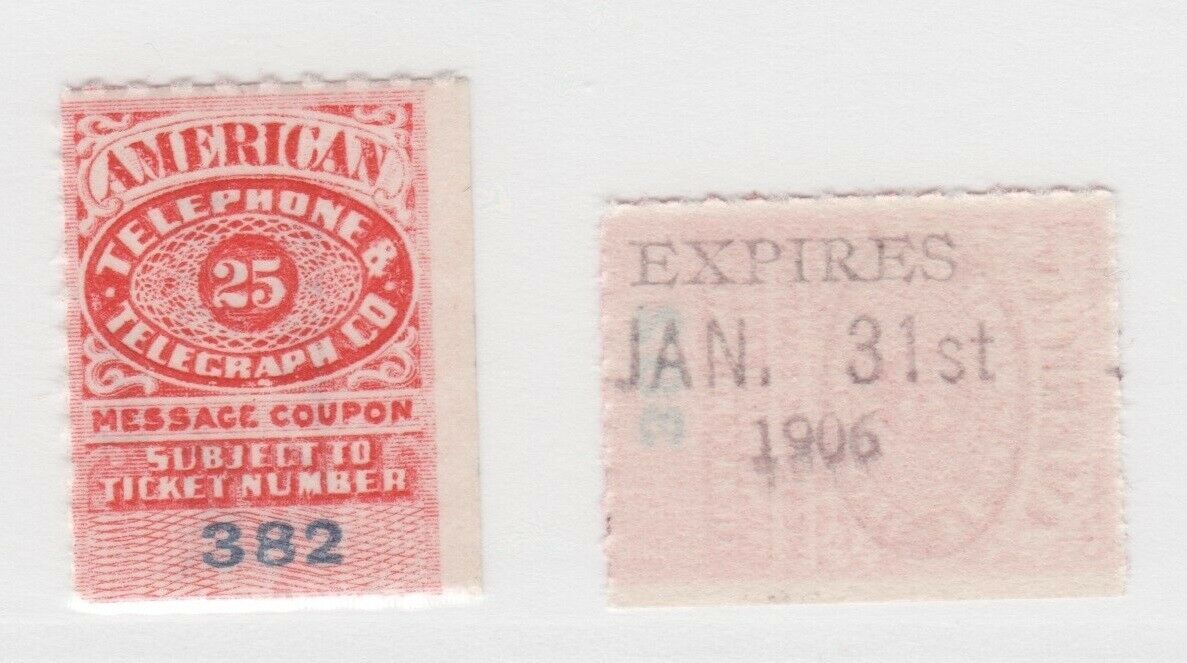 AMERICAN
TELEPHONE &
25
TELEGRAPH CO.
MESSAGE COUPON
SUBJECT TO
TICKET NUMBER
382
EXPIRES
JAN. 31st
1906